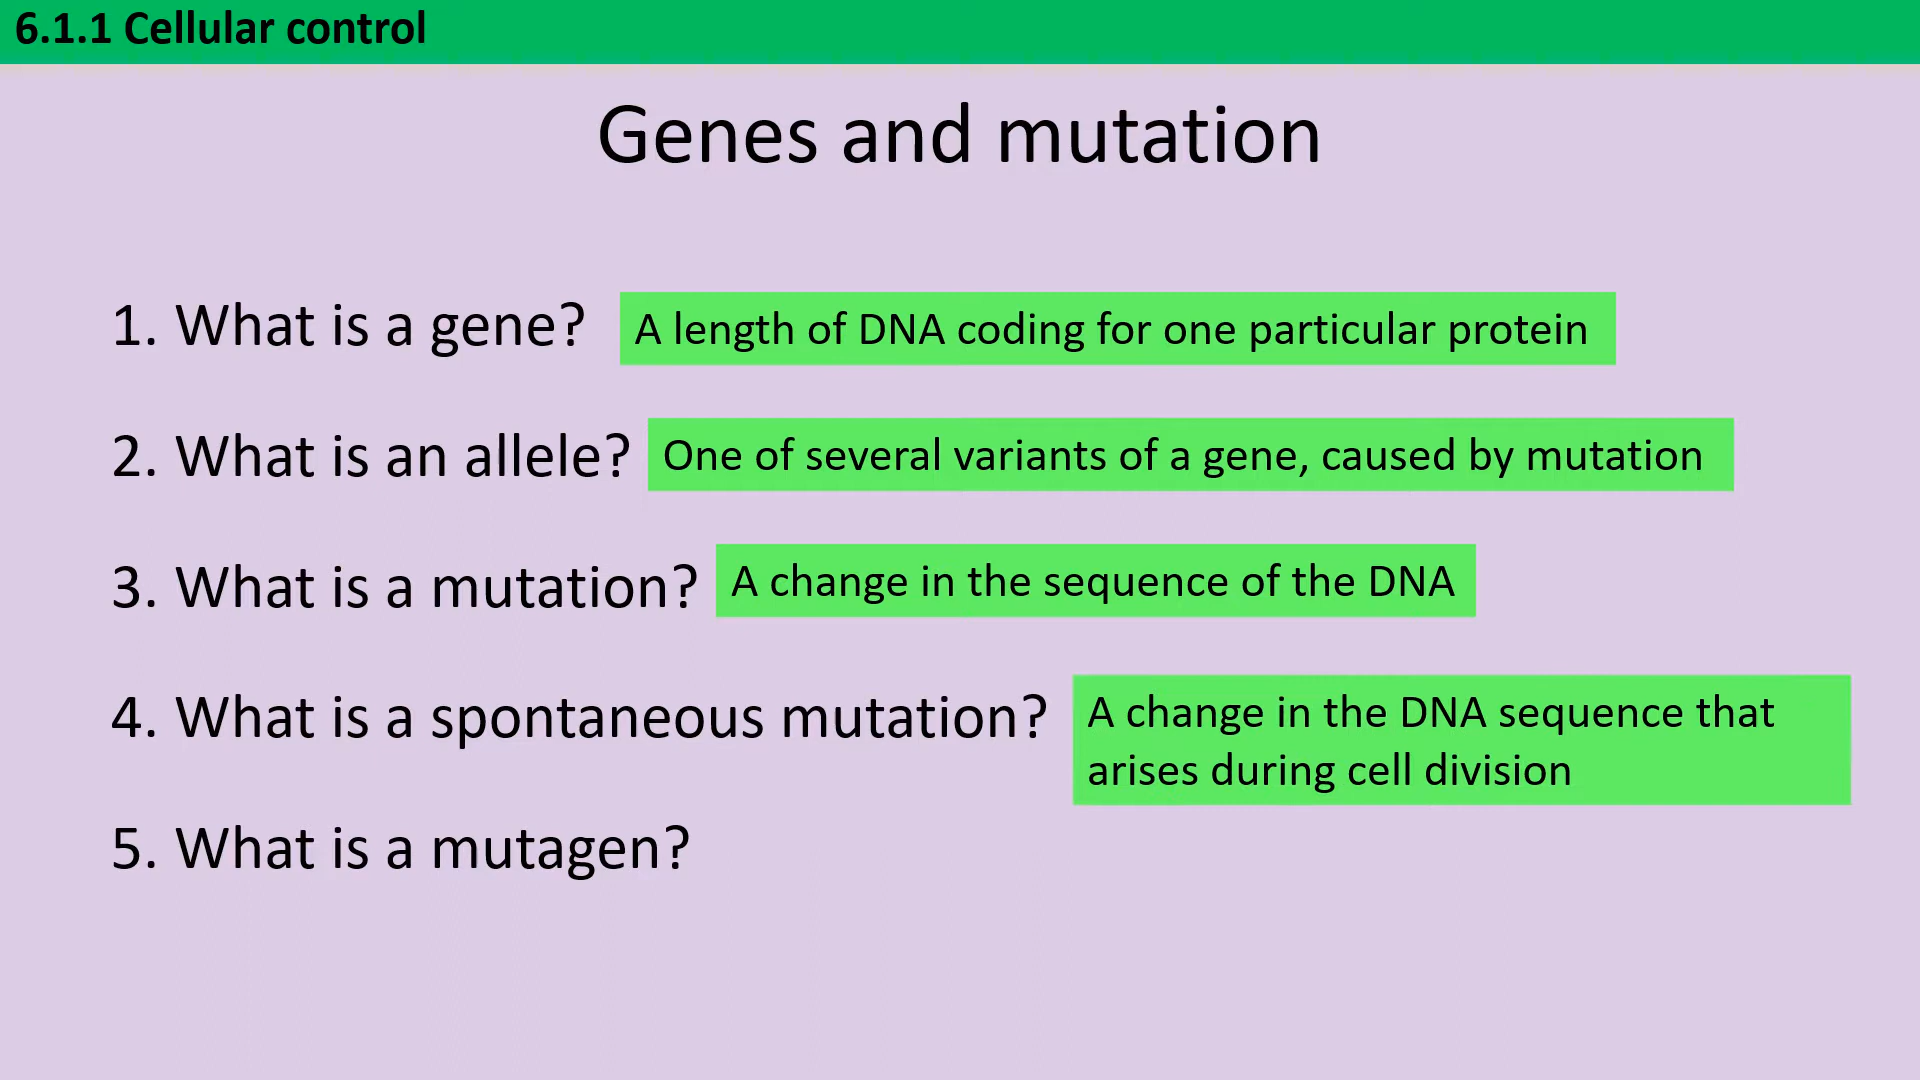 6.1.1 Cellular control
Genes and mutation
1. What is a gene? A length of DNA coding for one particular protein
2. What is an allele? One of several variants of a gene, caused by mutation
3. What is a mutation? A change in the sequence of the DNA
4. What is a spontaneous mutation? A change in the DNA sequence that
arises during cell division
5. What is a mutagen?